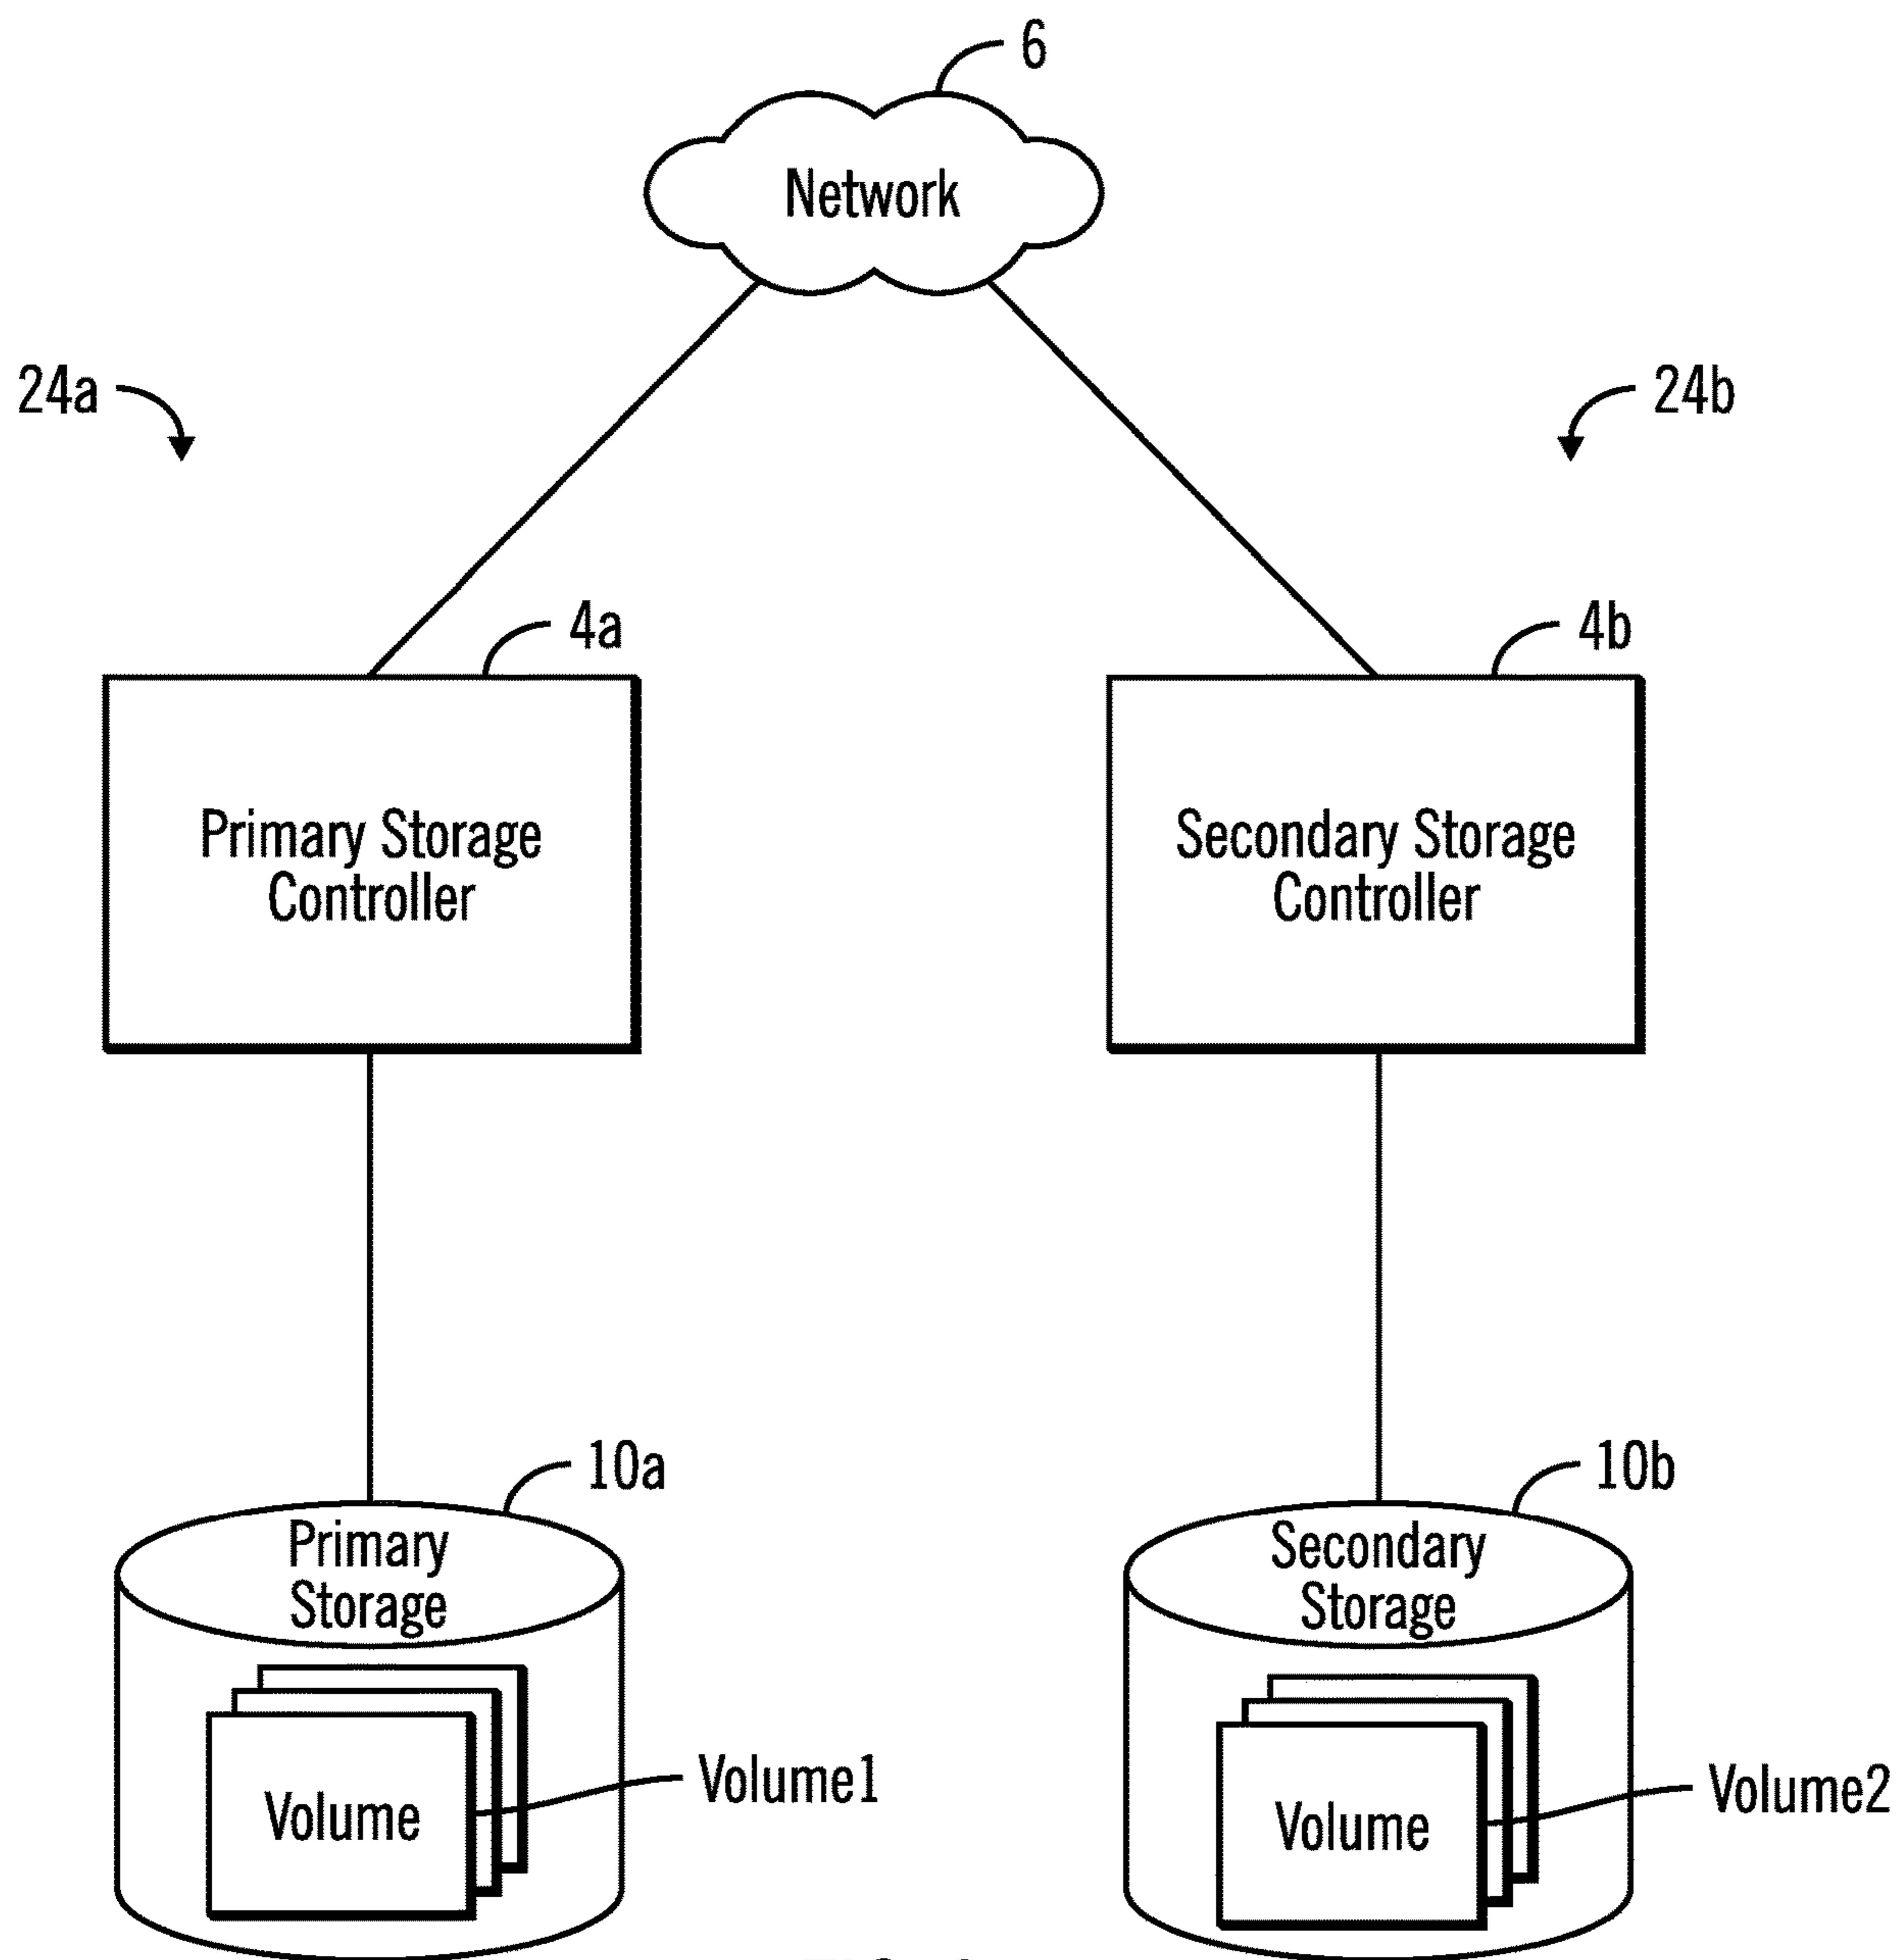 6
Network
24a
24b
4a
4b
Primary Storage
Controller
Secondary Storage
Controller
10a
10b
Primary
Storage
Secondary
Storage
Volume
Volume1
Volume
Volume2